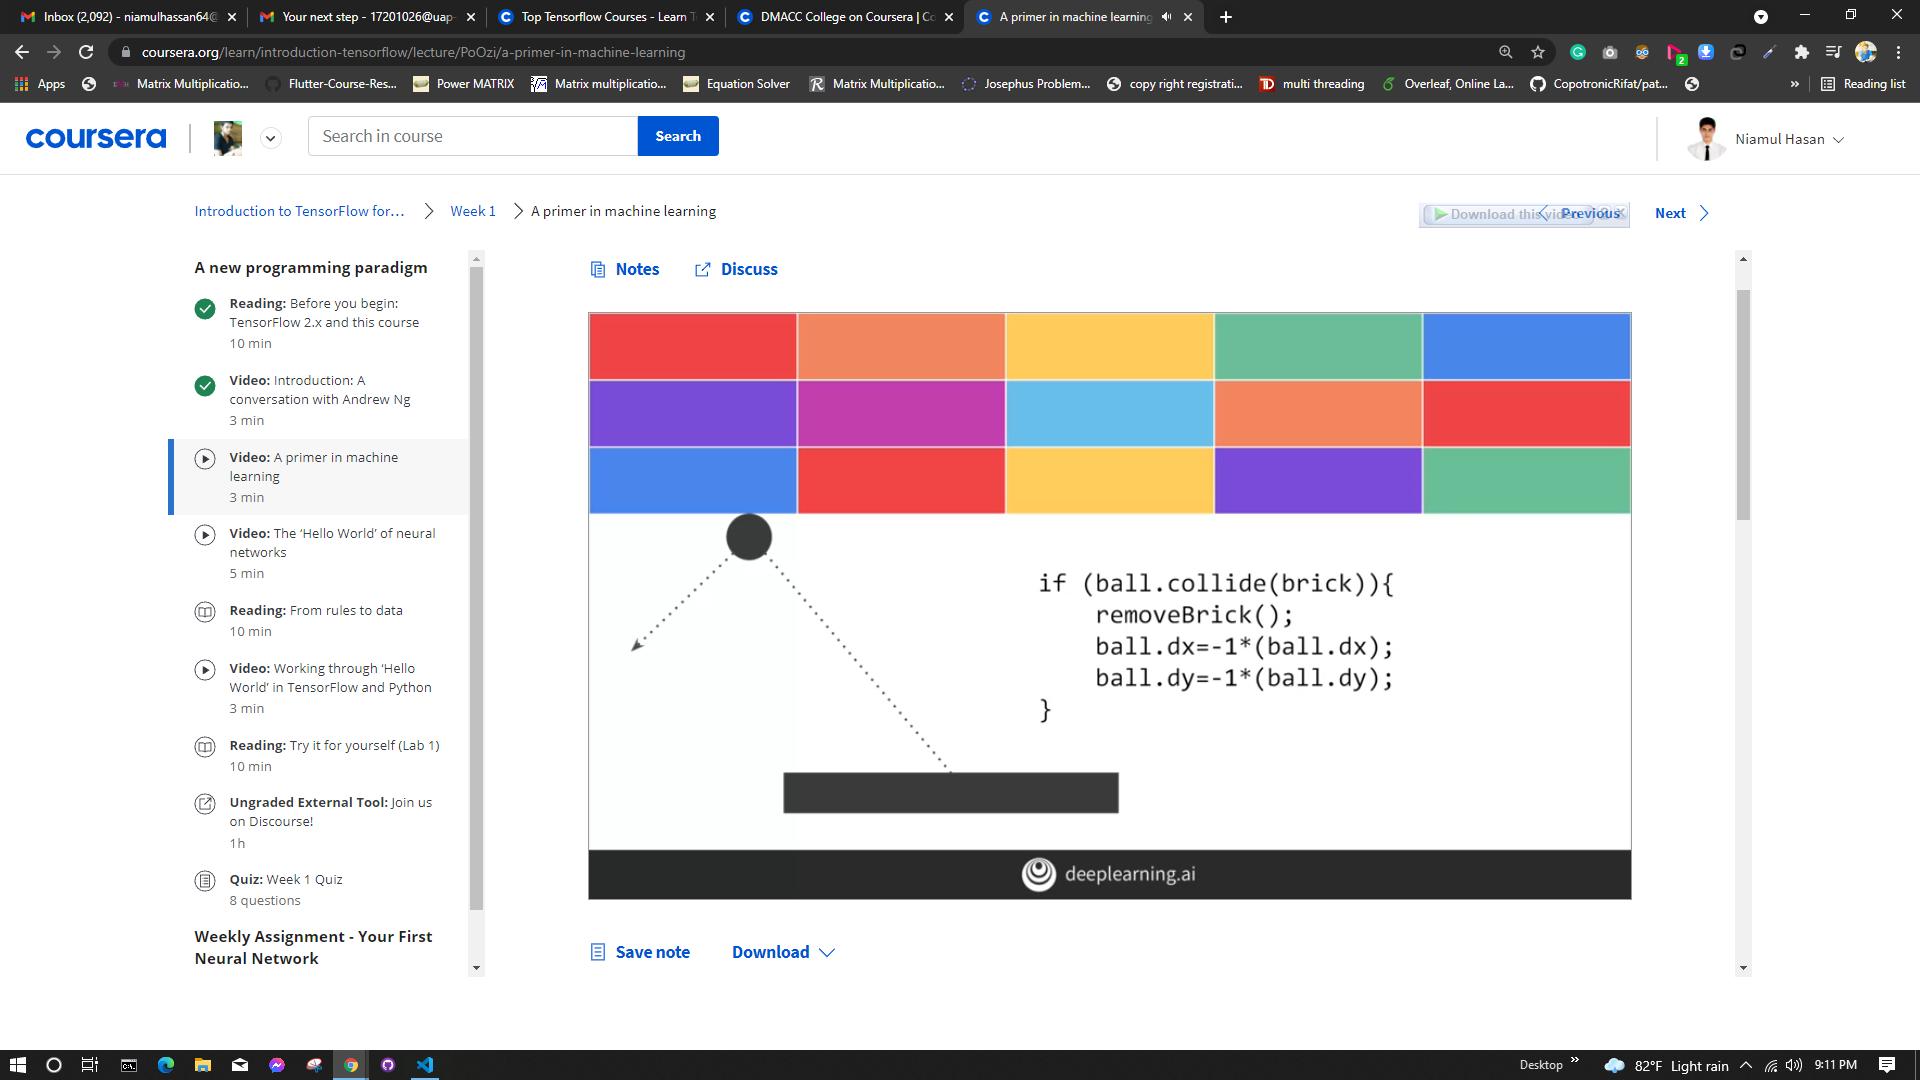 Inbox (2,092) - niamulhassan64@
Your next step - 17201026@uap-
Top Tensorflow Courses - Learn T
DMACC College on Coursera | Co
A primer in machine learning
coursera.org/learn/introduction-tensorflow/lecture/PoOzi/a-primer-in-machine-learning
2
Apps
Matrix Multiplicatio...
Flutter-Course-Res...
Power MATRIX
Matrix multiplicatio...
Equation Solver
Matrix Multiplicatio...
Josephus Problem...
copy right registrati...
multi threading
Overleaf, Online La...
CopotronicRifat/pat...
»
Reading list
coursera
Search in course
Search
Niamul Hasan
Introduction to TensorFlow for...
Week 1
A primer in machine learning
Download this video
Previous
Next
A new programming paradigm
Reading: Before you begin:
TensorFlow 2.x and this course
10 min
Video: Introduction: A
conversation with Andrew Ng
3 min
Video: A primer in machine
learning
3 min
Video: The ‘Hello World’ of neural
networks
5 min
Reading: From rules to data
10 min
Video: Working through ‘Hello
World’ in TensorFlow and Python
3 min
Reading: Try it for yourself (Lab 1)
10 min
Ungraded External Tool: Join us
on Discourse!
1h
Quiz: Week 1 Quiz
8 questions
Weekly Assignment - Your First
Neural Network
Notes
Discuss
if (ball.collide(brick)){
removeBrick();
ball.dx=-1*(ball.dx);
ball.dy=-1*(ball.dy);
}
deeplearning.ai
Save note
Download
Desktop
»
82°F Light rain
9:11 PM